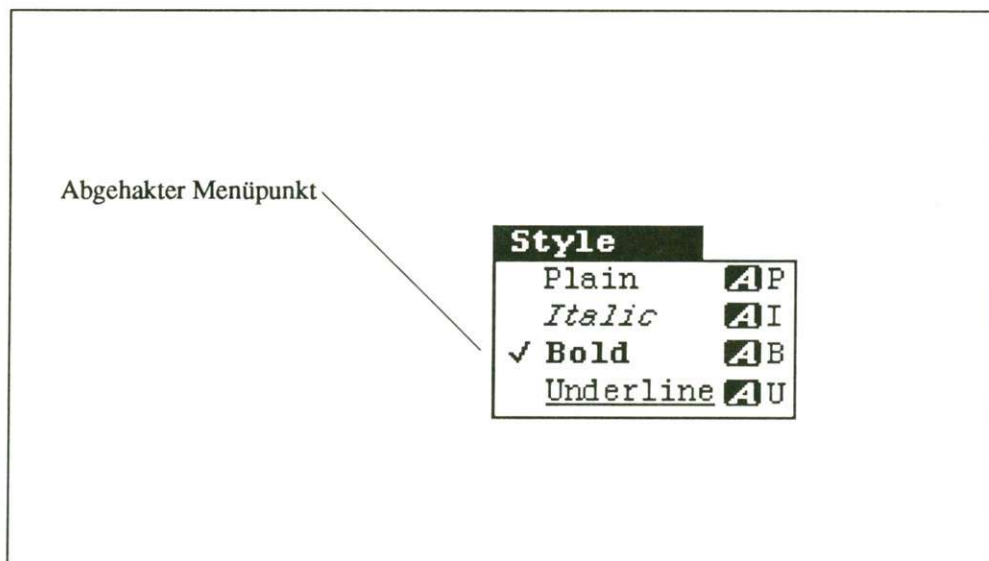 Abgehakter Menüpunkt
Style
Plain A P
Italic A I
✓ Bold A B
Underline A U